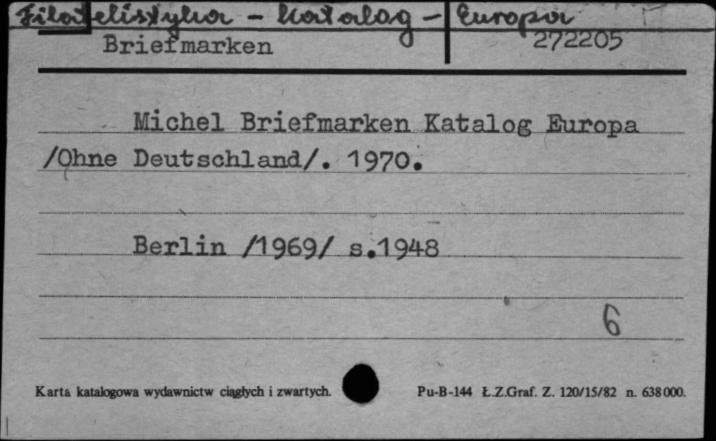 Filatelistyka - katalog - Europa
Briefmarken 272205
Michel Briefmarken Katalog Europa
/Ohne Deutschland/. 1970.
Berlin /1969/ s.1948
6
Karta katalogowa wydawnictw ciągłych i zwartych. Pu-B-144 Ł.Z.Graf. Z. 120/15/82 n. 638000.